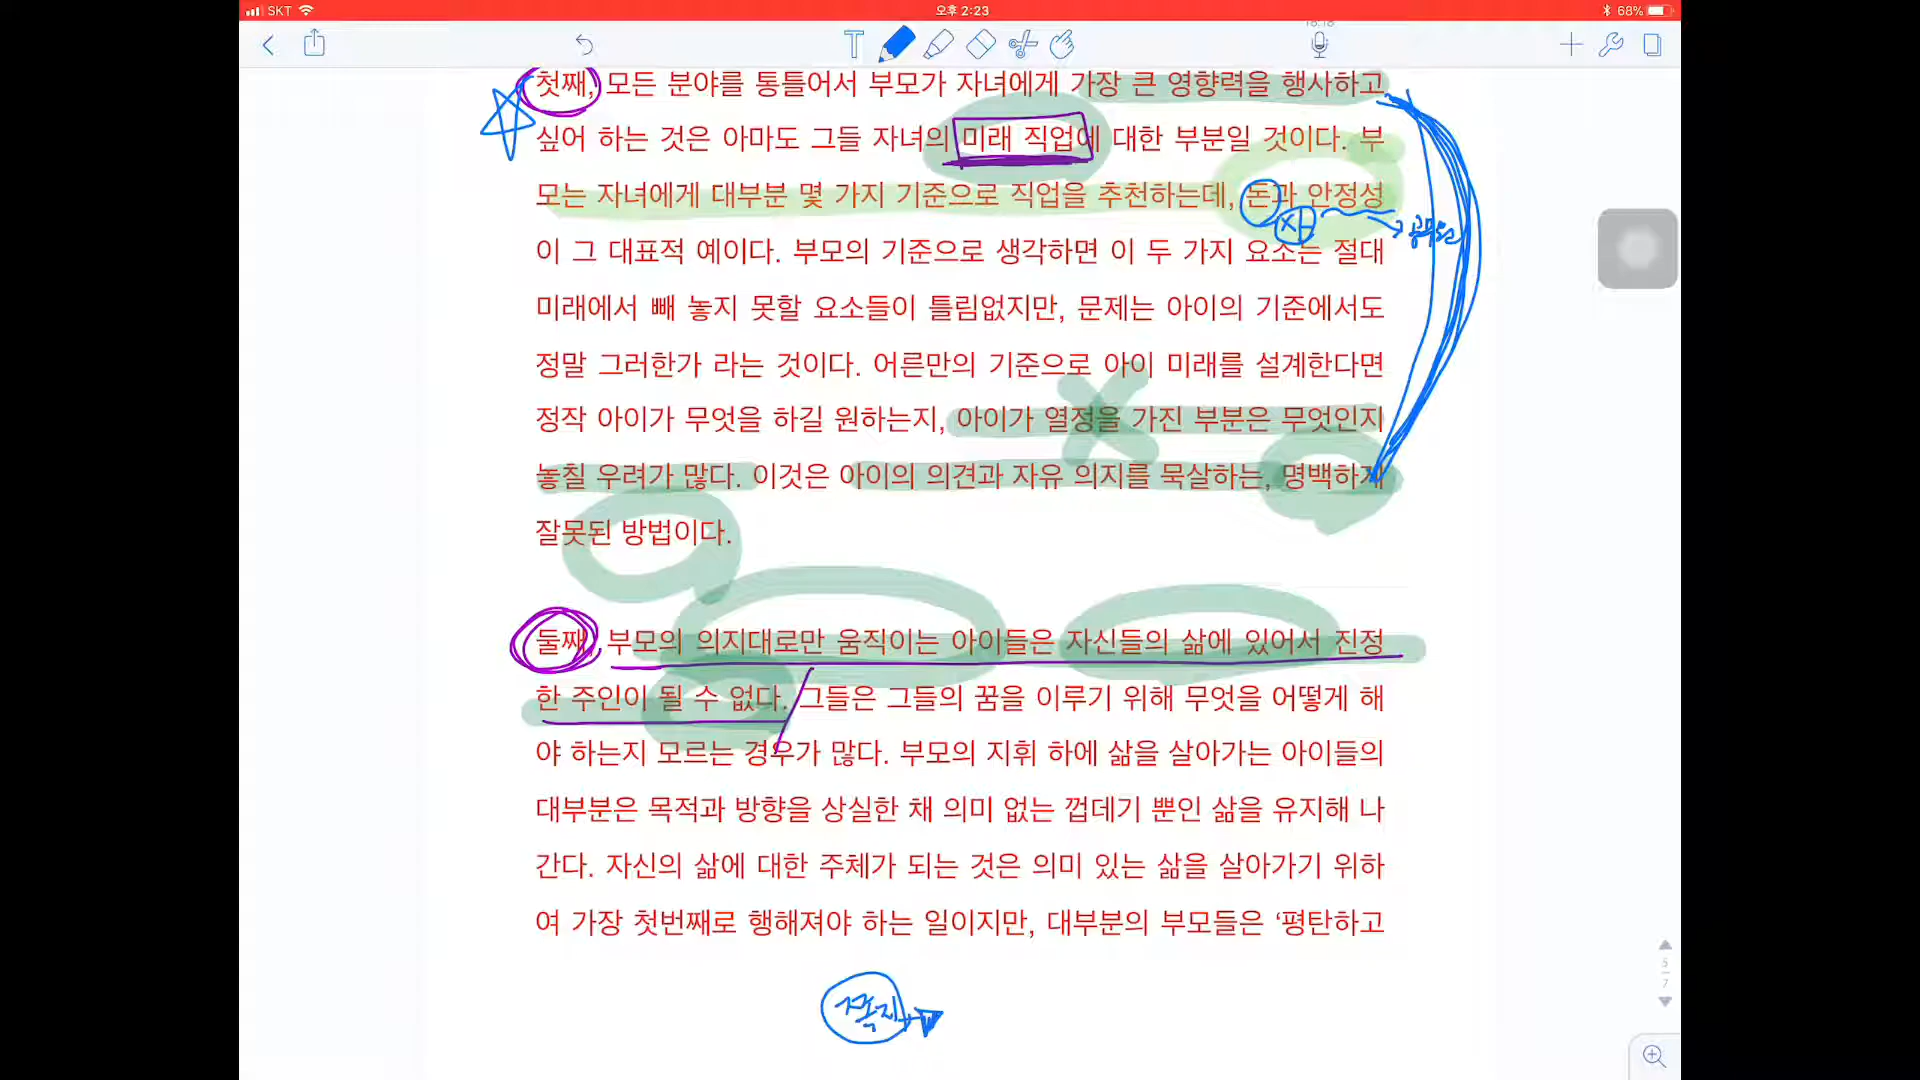 SKT
오후 2:23
68%
첫째, 모든 분야를 통틀어서 부모가 자녀에게 가장 큰 영향력을 행사하고
싶어 하는 것은 아마도 그들 자녀의 미래 직업에 대한 부분일 것이다. 부
모는 자녀에게 대부분 몇 가지 기준으로 직업을 추천하는데, 돈과 안정성
이 그 대표적 예이다. 부모의 기준으로 생각하면 이 두 가지 요소는 절대
미래에서 빼 놓지 못할 요소들이 틀림없지만, 문제는 아이의 기준에서도
정말 그러한가 라는 것이다. 어른만의 기준으로 아이 미래를 설계한다면
정작 아이가 무엇을 하길 원하는지, 아이가 열정을 가진 부분은 무엇인지
놓칠 우려가 많다. 이것은 아이의 의견과 자유 의지를 묵살하는, 명백하게
잘못된 방법이다.
둘째, 부모의 의지대로만 움직이는 아이들은 자신들의 삶에 있어서 진정
한 주인이 될 수 없다. 그들은 그들의 꿈을 이루기 위해 무엇을 어떻게 해
야 하는지 모르는 경우가 많다. 부모의 지휘 하에 삶을 살아가는 아이들의
대부분은 목적과 방향을 상실한 채 의미 없는 껍데기 뿐인 삶을 유지해 나
간다. 자신의 삶에 대한 주체가 되는 것은 의미 있는 삶을 살아가기 위하
여 가장 첫번째로 행해져야 하는 일이지만, 대부분의 부모들은 ‘평탄하고
5
7